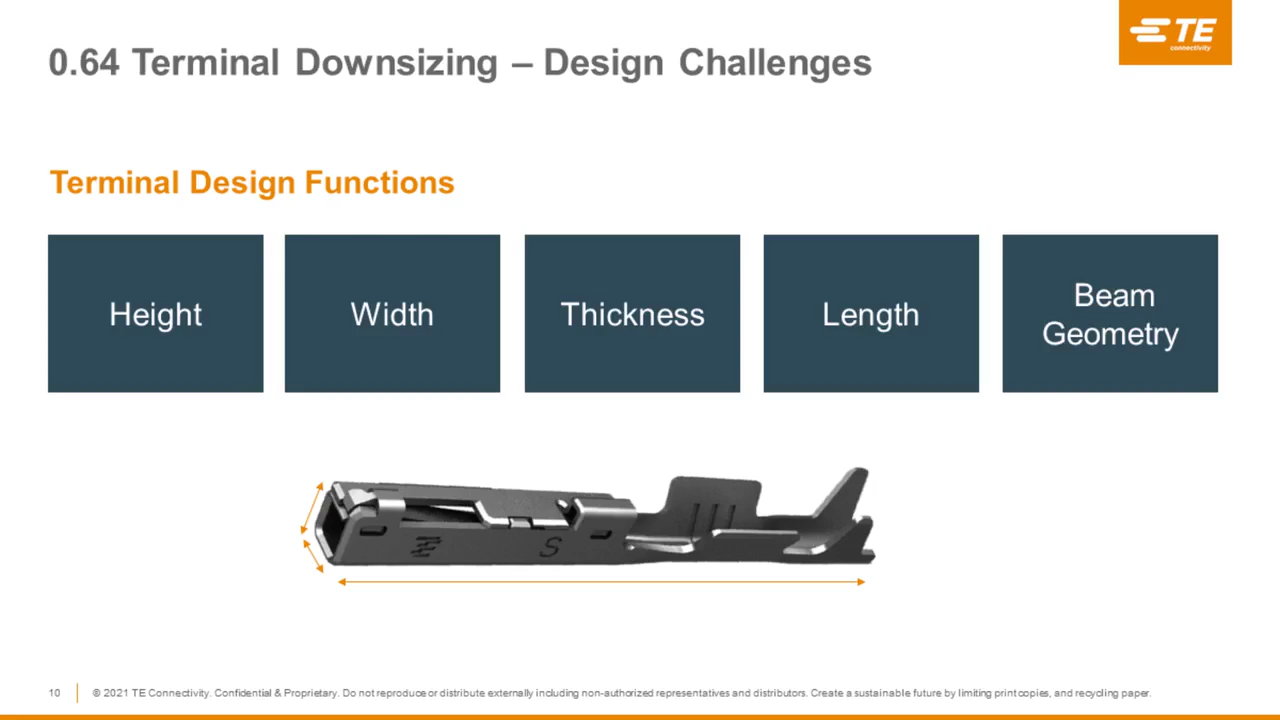 TE
connectivity
0.64 Terminal Downsizing – Design Challenges
Terminal Design Functions
Height
Width
Thickness
Length
Beam
Geometry
S
10
© 2021 TE Connectivity. Confidential & Proprietary. Do not reproduce or distribute externally including non-authorized representatives and distributors. Create a sustainable future by limiting print copies, and recycling paper.